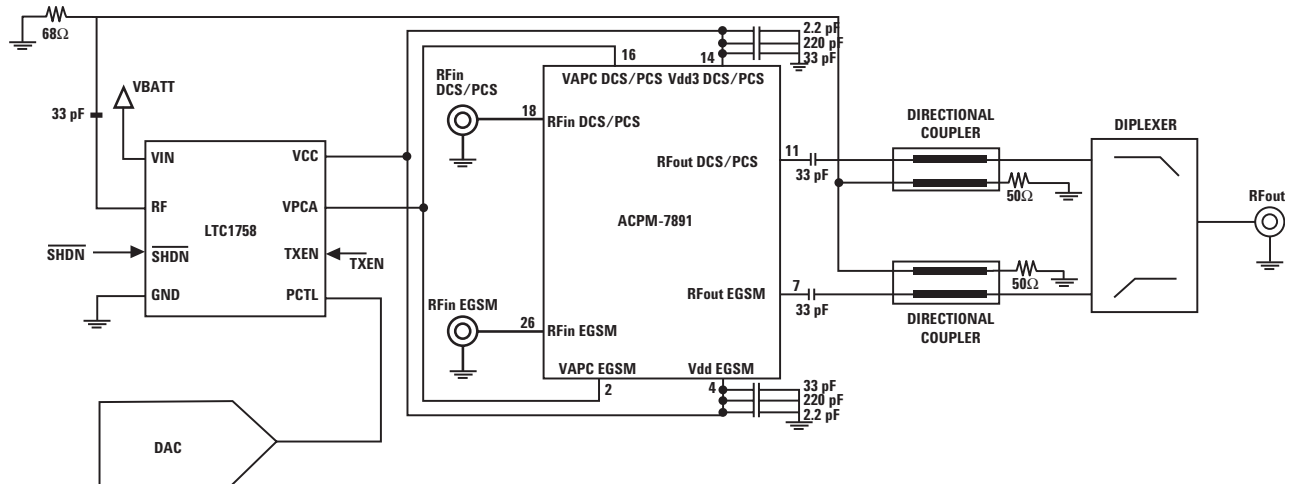 68Ω
33 pF
VBATT
VIN
VCC
RF
VPCA
LTC1758
SHDN
SHDN
TXEN
TXEN
GND
PCTL
DAC
RFin
DCS/PCS
18
RFin EGSM
26
16
14
2.2 pF
220 pF
33 pF
VAPC DCS/PCS
Vdd3 DCS/PCS
RFin DCS/PCS
RFout DCS/PCS
ACPM-7891
RFout EGSM
RFin EGSM
VAPC EGSM
Vdd EGSM
2
4
33 pF
220 pF
2.2 pF
11
33 pF
7
33 pF
DIRECTIONAL
COUPLER
50Ω
50Ω
DIRECTIONAL
COUPLER
DIPLEXER
RFout